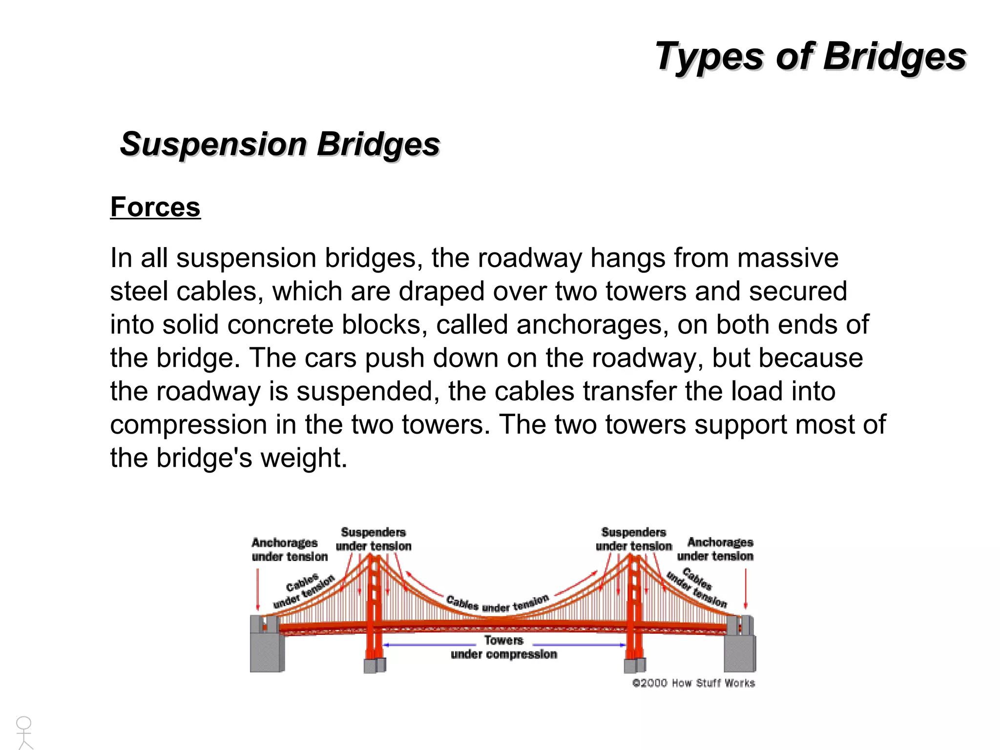 Types of Bridges
Suspension Bridges
Forces
In all suspension bridges, the roadway hangs from massive
steel cables, which are draped over two towers and secured
into solid concrete blocks, called anchorages, on both ends of
the bridge. The cars push down on the roadway, but because
the roadway is suspended, the cables transfer the load into
compression in the two towers. The two towers support most of
the bridge's weight.
Anchorages
under tension
Suspenders
under tension
Suspenders
under tension
Anchorages
under tension
Cables
under tension
Cables under tension
Cables
under tension
Towers
under compression
©2000 How Stuff Works